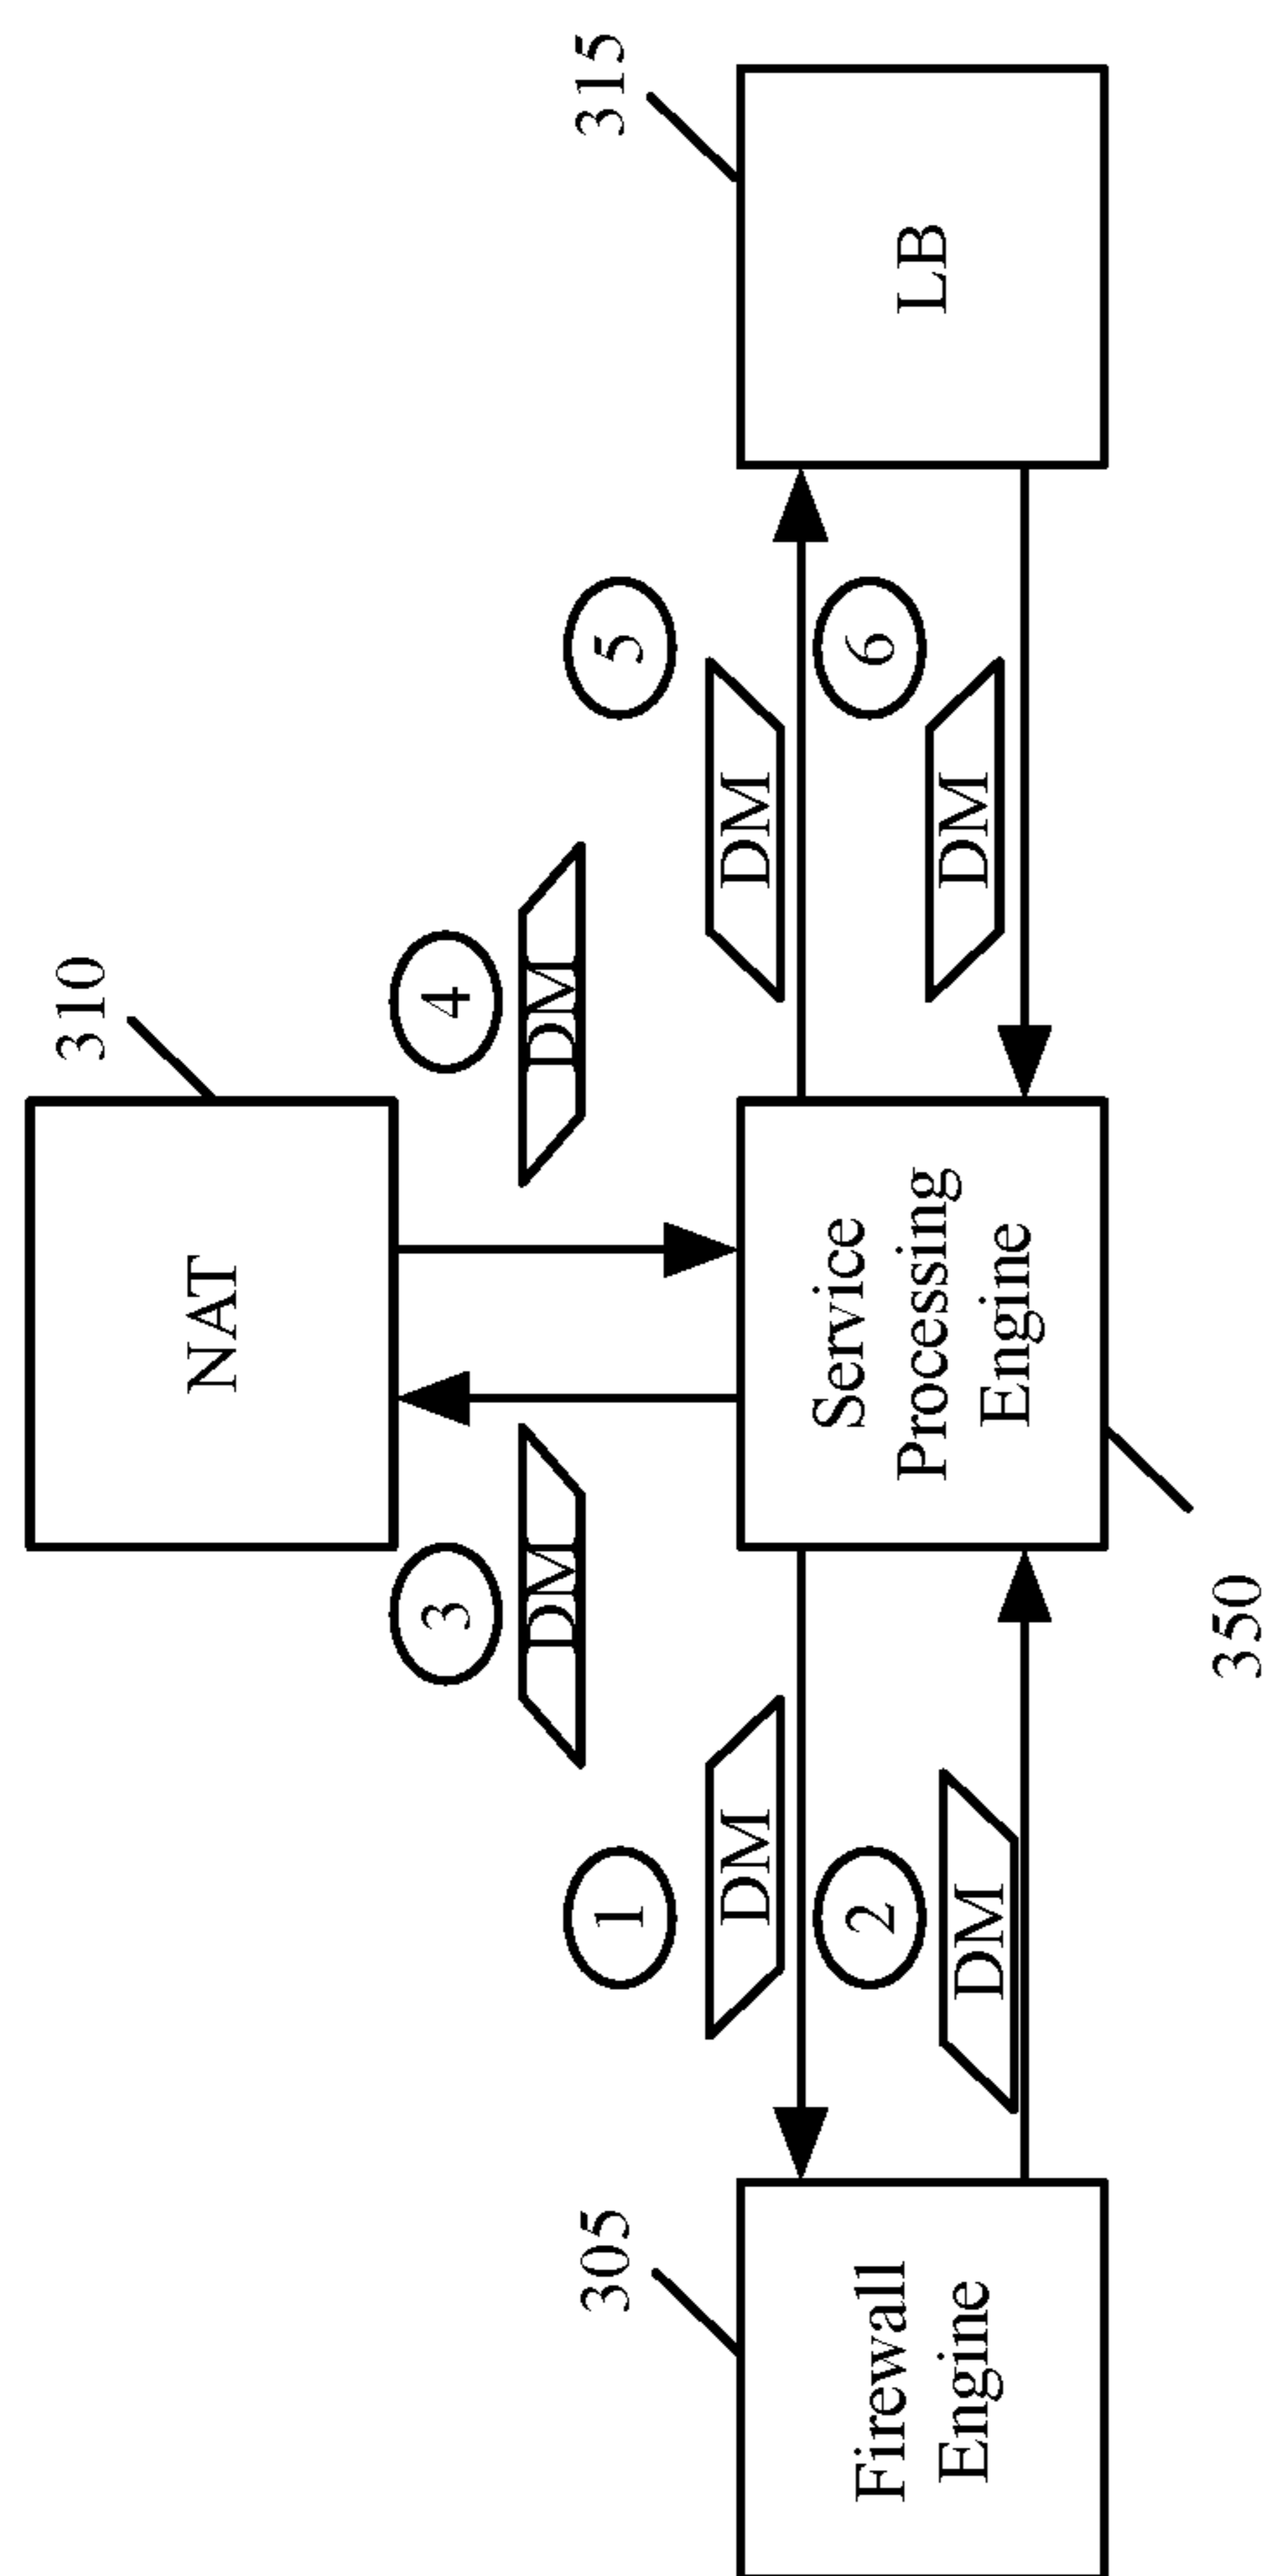 310
NAT
3
4
DM
DM
305
315
1
5
DM
DM
Firewall
Engine
Service
Processing
Engine
LB
2
6
DM
DM
350